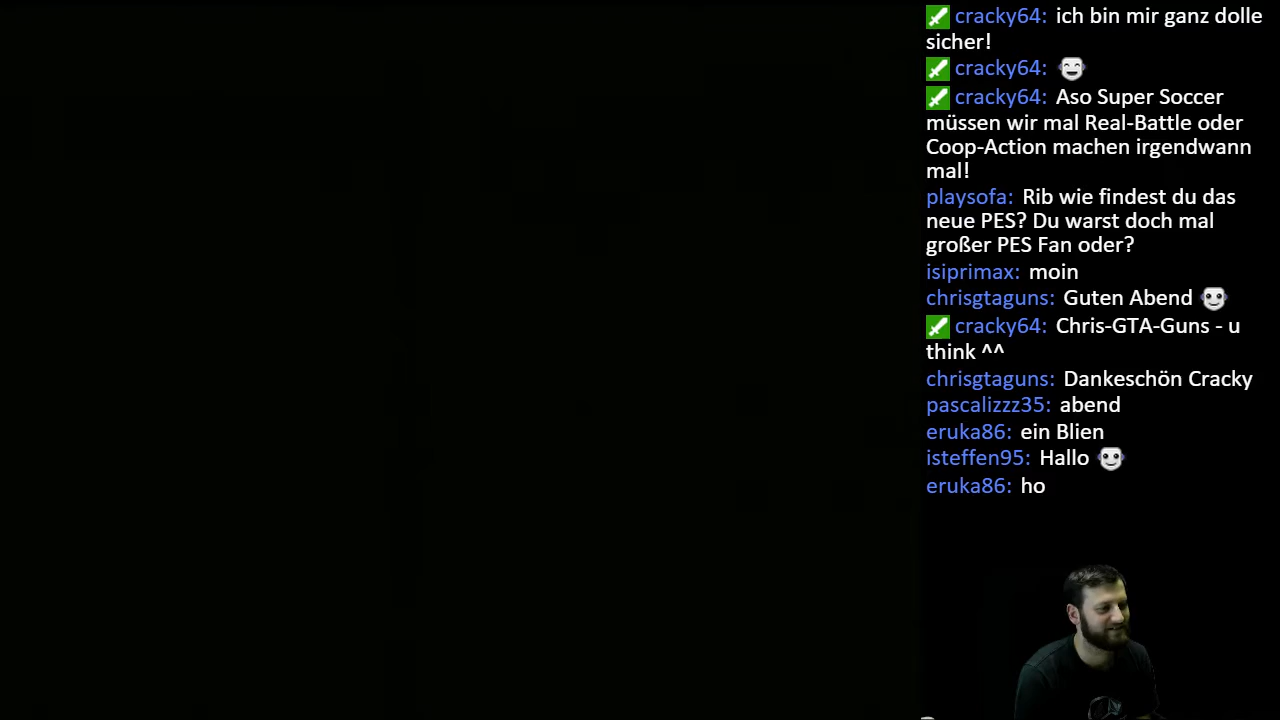 cracky64: ich bin mir ganz dolle
sicher!
cracky64:
cracky64: Aso Super Soccer
müssen wir mal Real-Battle oder
Coop-Action machen irgendwann
mal!
playsofa: Rib wie findest du das
neue PES? Du warst doch mal
großer PES Fan oder?
isiprimax: moin
chrisgtaguns: Guten Abend
cracky64: Chris-GTA-Guns - u
think ^^
chrisgtaguns: Dankeschön Cracky
pascalizzz35: abend
eruka86: ein Blien
isteffen95: Hallo
eruka86: ho